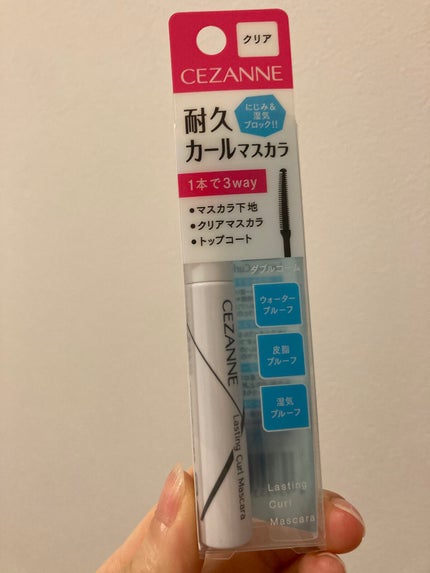 クリア
CEZANNE
にじみ&
湿気
ブロック!!
耐久
カールマスカラ
1本で3way
•マスカラ下地
•クリアマスカラ
•トップコート
ダブルコーム
ウォーター
プルーフ
皮脂
プルーフ
湿気
プルーフ
CEZANNE
Lasting Curl Mascara
Lasting
Curl
Mascara